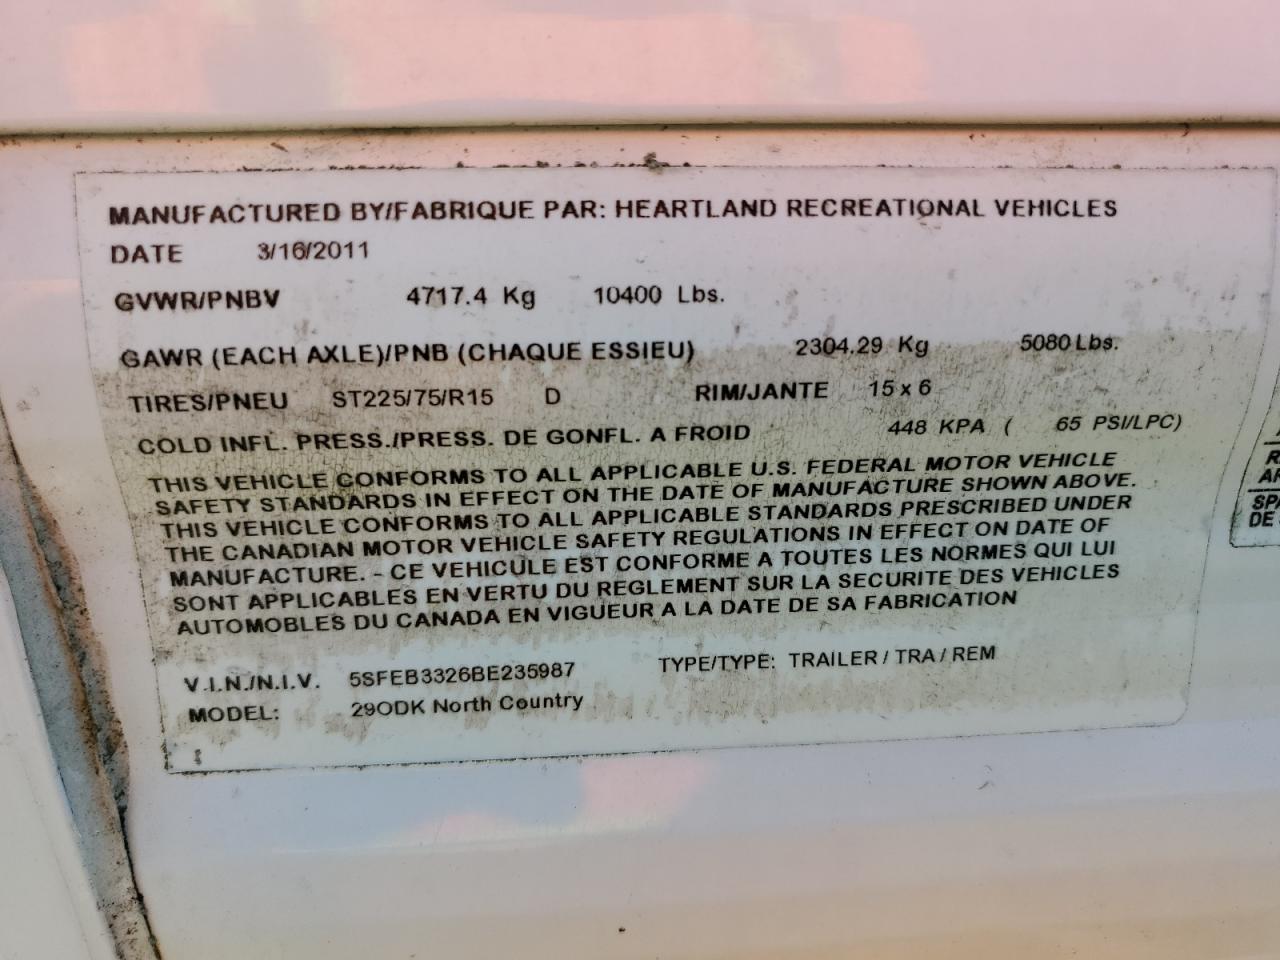 MANUFACTURED BY/FABRIQUE PAR: HEARTLAND RECREATIONAL VEHICLES
DATE 3/16/2011
GVWR/PNBV 4717.4 Kg 10400 Lbs.
GAWR (EACH AXLE)/PNB (CHAQUE ESSIEU) 2304.29 Kg 5080 Lbs.
TIRES/PNEU ST225/75/R15 D RIM/JANTE 15 x 6
COLD INFL. PRESS./PRESS. DE GONFL. A FROID 448 KPA ( 65 PSI/LPC)
THIS VEHICLE CONFORMS TO ALL APPLICABLE U.S. FEDERAL MOTOR VEHICLE
SAFETY STANDARDS IN EFFECT ON THE DATE OF MANUFACTURE SHOWN ABOVE.
THIS VEHICLE CONFORMS TO ALL APPLICABLE STANDARDS PRESCRIBED UNDER
THE CANADIAN MOTOR VEHICLE SAFETY REGULATIONS IN EFFECT ON DATE OF
MANUFACTURE. - CE VEHICULE EST CONFORME A TOUTES LES NORMES QUI LUI
SONT APPLICABLES EN VERTU DU REGLEMENT SUR LA SECURITE DES VEHICLES
AUTOMOBLES DU CANADA EN VIGUEUR A LA DATE DE SA FABRICATION
V.I.N./N.I.V. 5SFEB3326BE235987 TYPE/TYPE: TRAILER / TRA / REM
MODEL: 29ODK North Country
DE